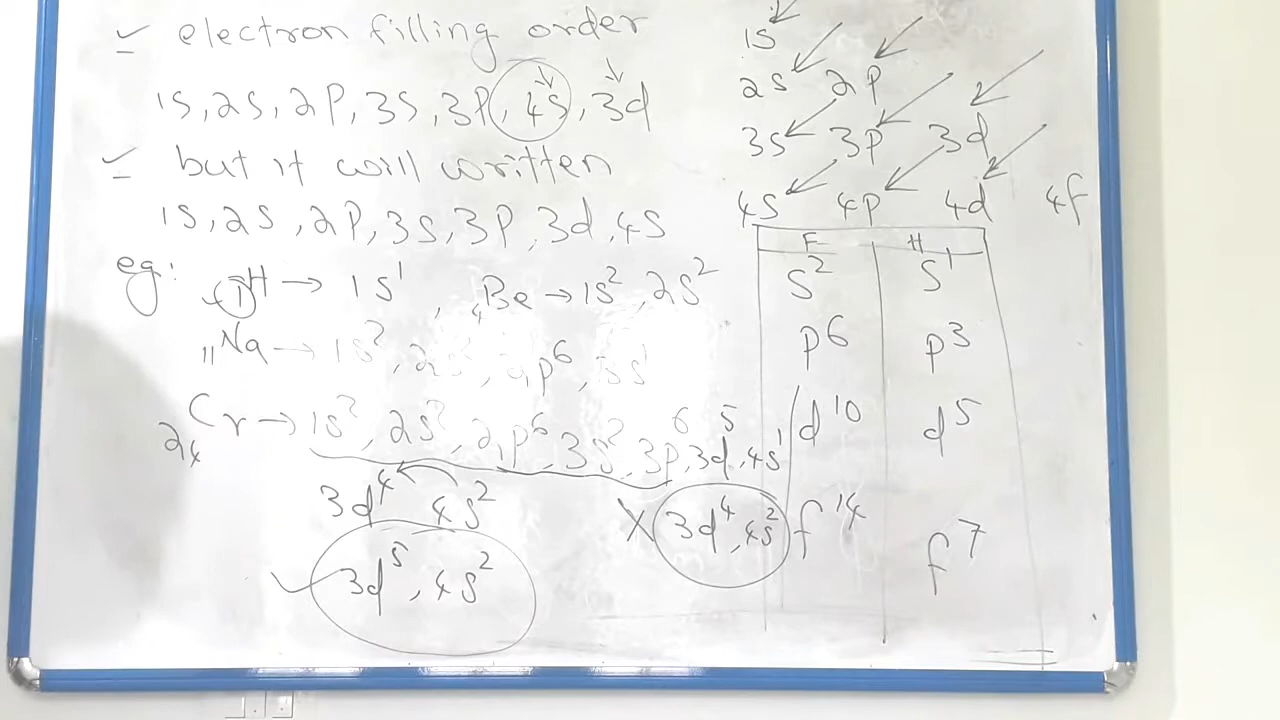 ✓ electron filling order
1s, 2s, 2p, 3s, 3p, 4s, 3d
✓ but it will written
1s, 2s, 2p, 3s, 3p, 3d, 4s
eg: (1)H → 1s¹, ₄Be → 1s², 2s²
₁₁Na → 1s², 2s², 2p⁶, 3s¹
₂₄Cr → 1s², 2s², 2p⁶, 3s², 3p⁶, 3d⁵, 4s¹
3d⁴ 4s²
✓ 3d⁵, 4s²
X 3d⁴, 4s²
1s
2s 2p
3s 3p 3d
4s 4p 4d 4f
F H
s² s¹
p⁶ p³
d¹⁰ d⁵
f¹⁴ f⁷